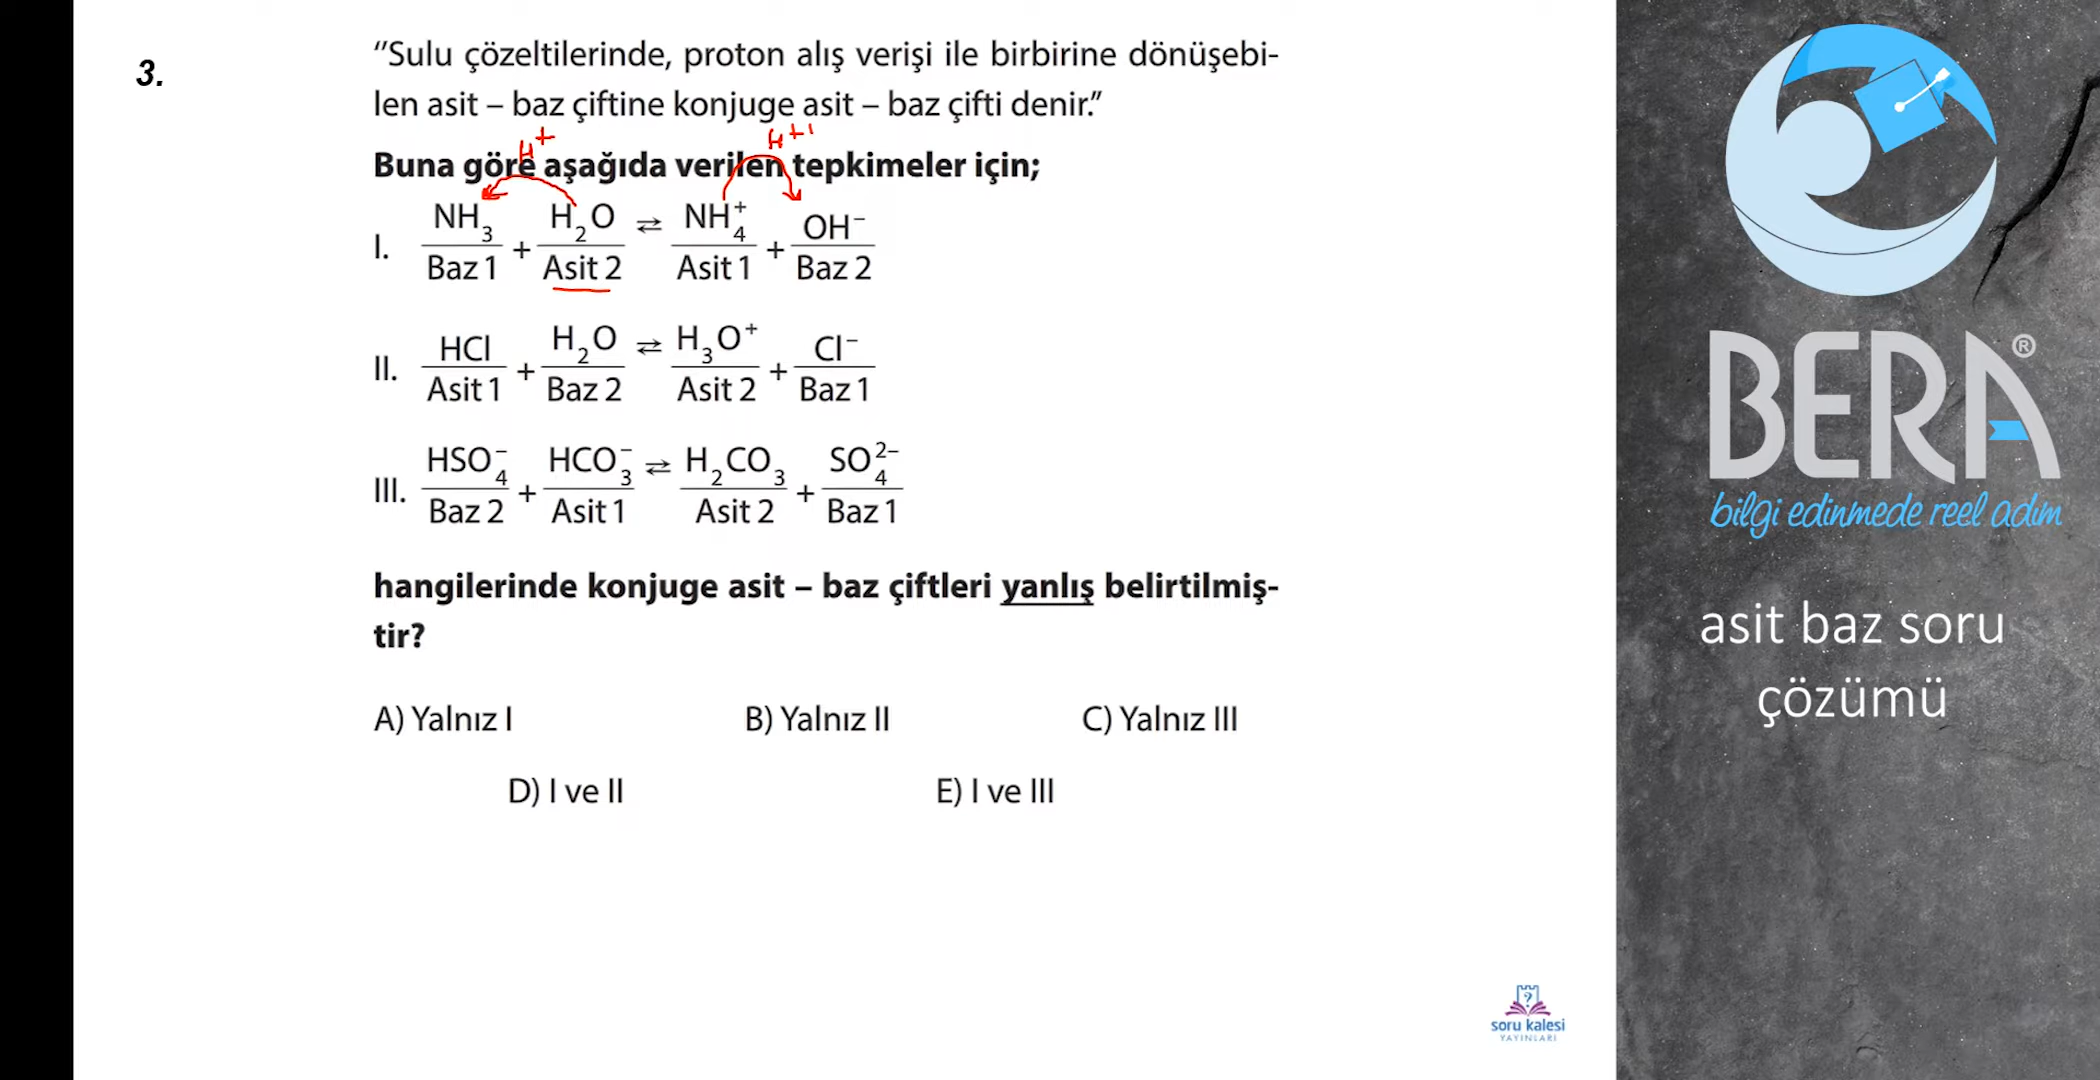 3.
“Sulu çözeltilerinde, proton alış verişi ile birbirine dönüşebi-
len asit – baz çiftine konjuge asit – baz çifti denir.”
H⁺ H⁺¹
Buna göre aşağıda verilen tepkimeler için;
I. NH₃ + H₂O ⇌ NH₄⁺ + OH⁻
Baz 1 Asit 2 Asit 1 Baz 2
II. HCl + H₂O ⇌ H₃O⁺ + Cl⁻
Asit 1 Baz 2 Asit 2 Baz 1
III. HSO₄⁻ + HCO₃⁻ ⇌ H₂CO₃ + SO₄²⁻
Baz 2 Asit 1 Asit 2 Baz 1
hangilerinde konjuge asit – baz çiftleri yanlış belirtilmiş-
tir?
A) Yalnız I B) Yalnız II C) Yalnız III
D) I ve II E) I ve III
?
soru kalesi
YAYINLARI
BERA®
bilgi edinmede reel adım
asit baz soru
çözümü